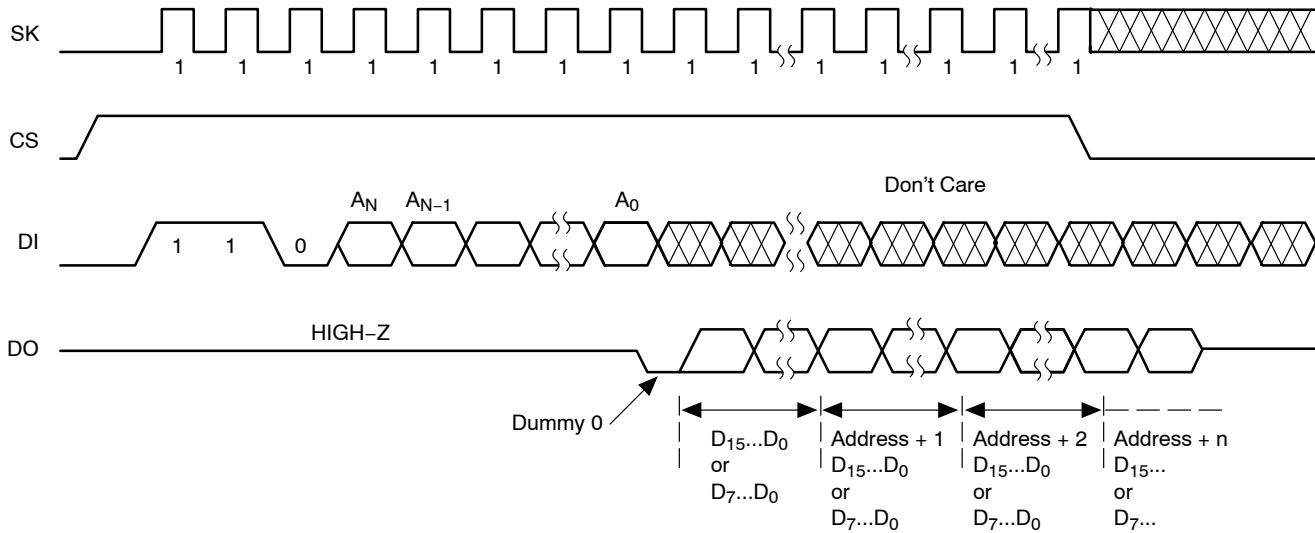 SK
1 1 1 1 1 1 1 1 1 1 1 1 1 1 1
CS
Don't Care
A_N A_N−1 A_0
DI
1 1 0
HIGH−Z
DO
Dummy 0
D15...D0
or
D7...D0
Address + 1
D15...D0
or
D7...D0
Address + 2
D15...D0
or
D7...D0
Address + n
D15...
or
D7...